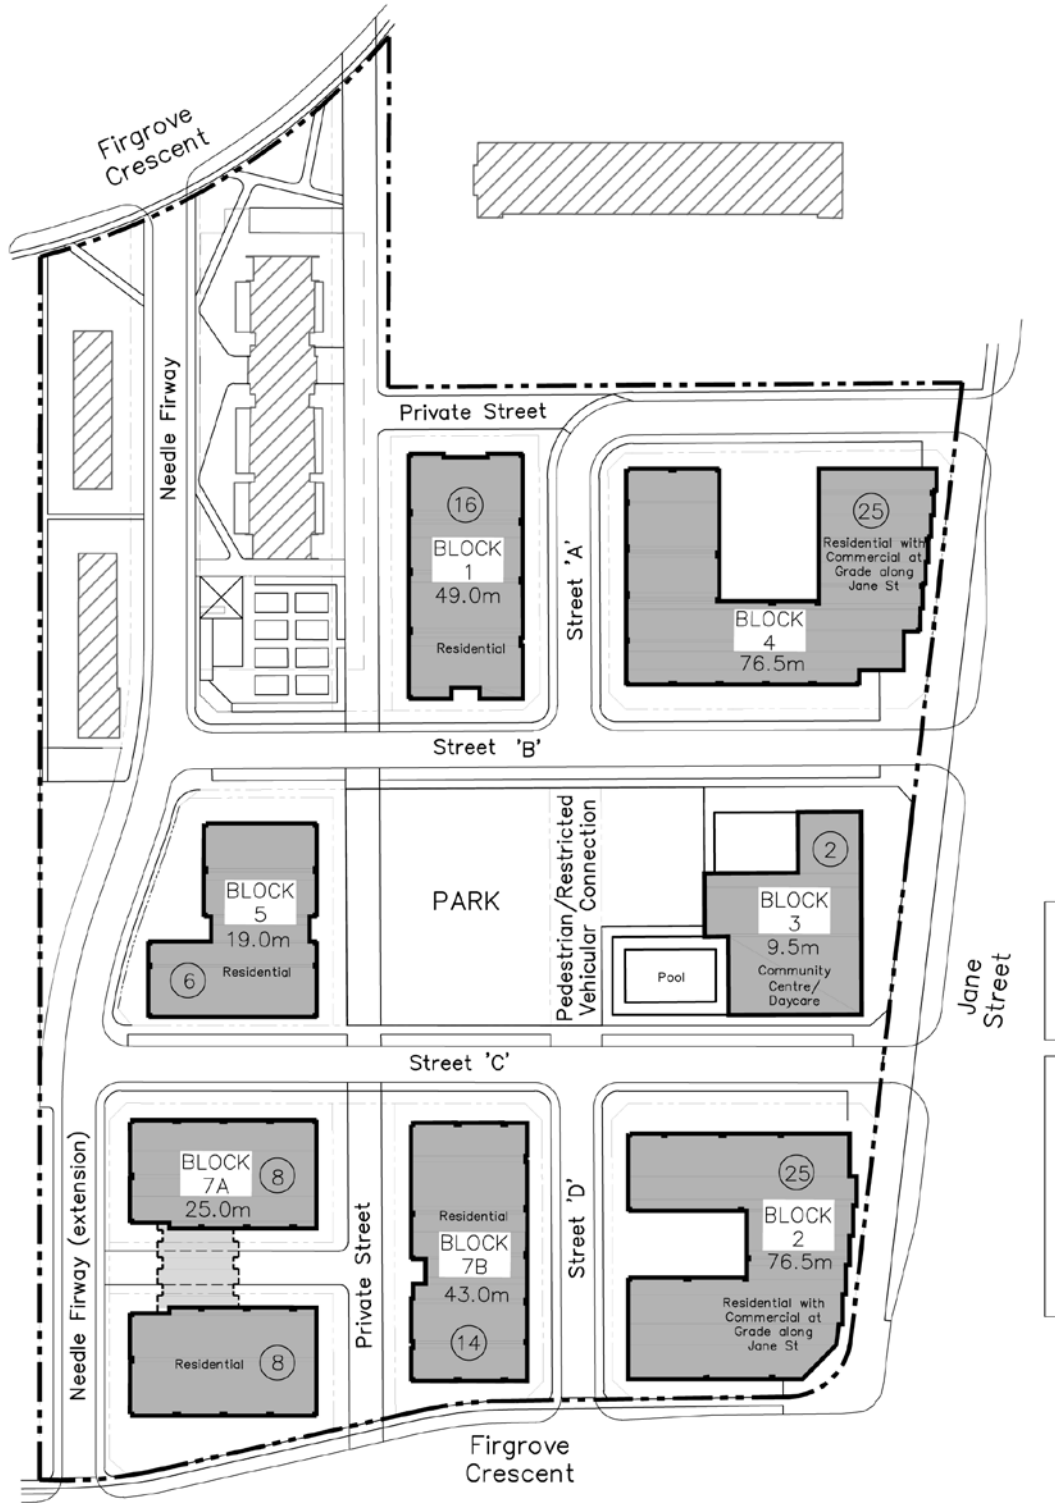 Firgrove
Crescent
Needle Firway
Private Street
16
BLOCK
1
49.0m
Residential
Street 'A'
25
Residential with
Commercial at
Grade along
Jane St
BLOCK
4
76.5m
Street 'B'
BLOCK
5
19.0m
6
Residential
PARK
Pedestrian/Restricted
Vehicular Connection
2
BLOCK
3
9.5m
Community
Centre/
Daycare
Pool
Jane
Street
Street 'C'
Needle Firway (extension)
BLOCK
7A
25.0m
8
Residential
8
Private Street
Residential
BLOCK
7B
43.0m
14
Street 'D'
25
BLOCK
2
76.5m
Residential with
Commercial at
Grade along
Jane St
Firgrove
Crescent